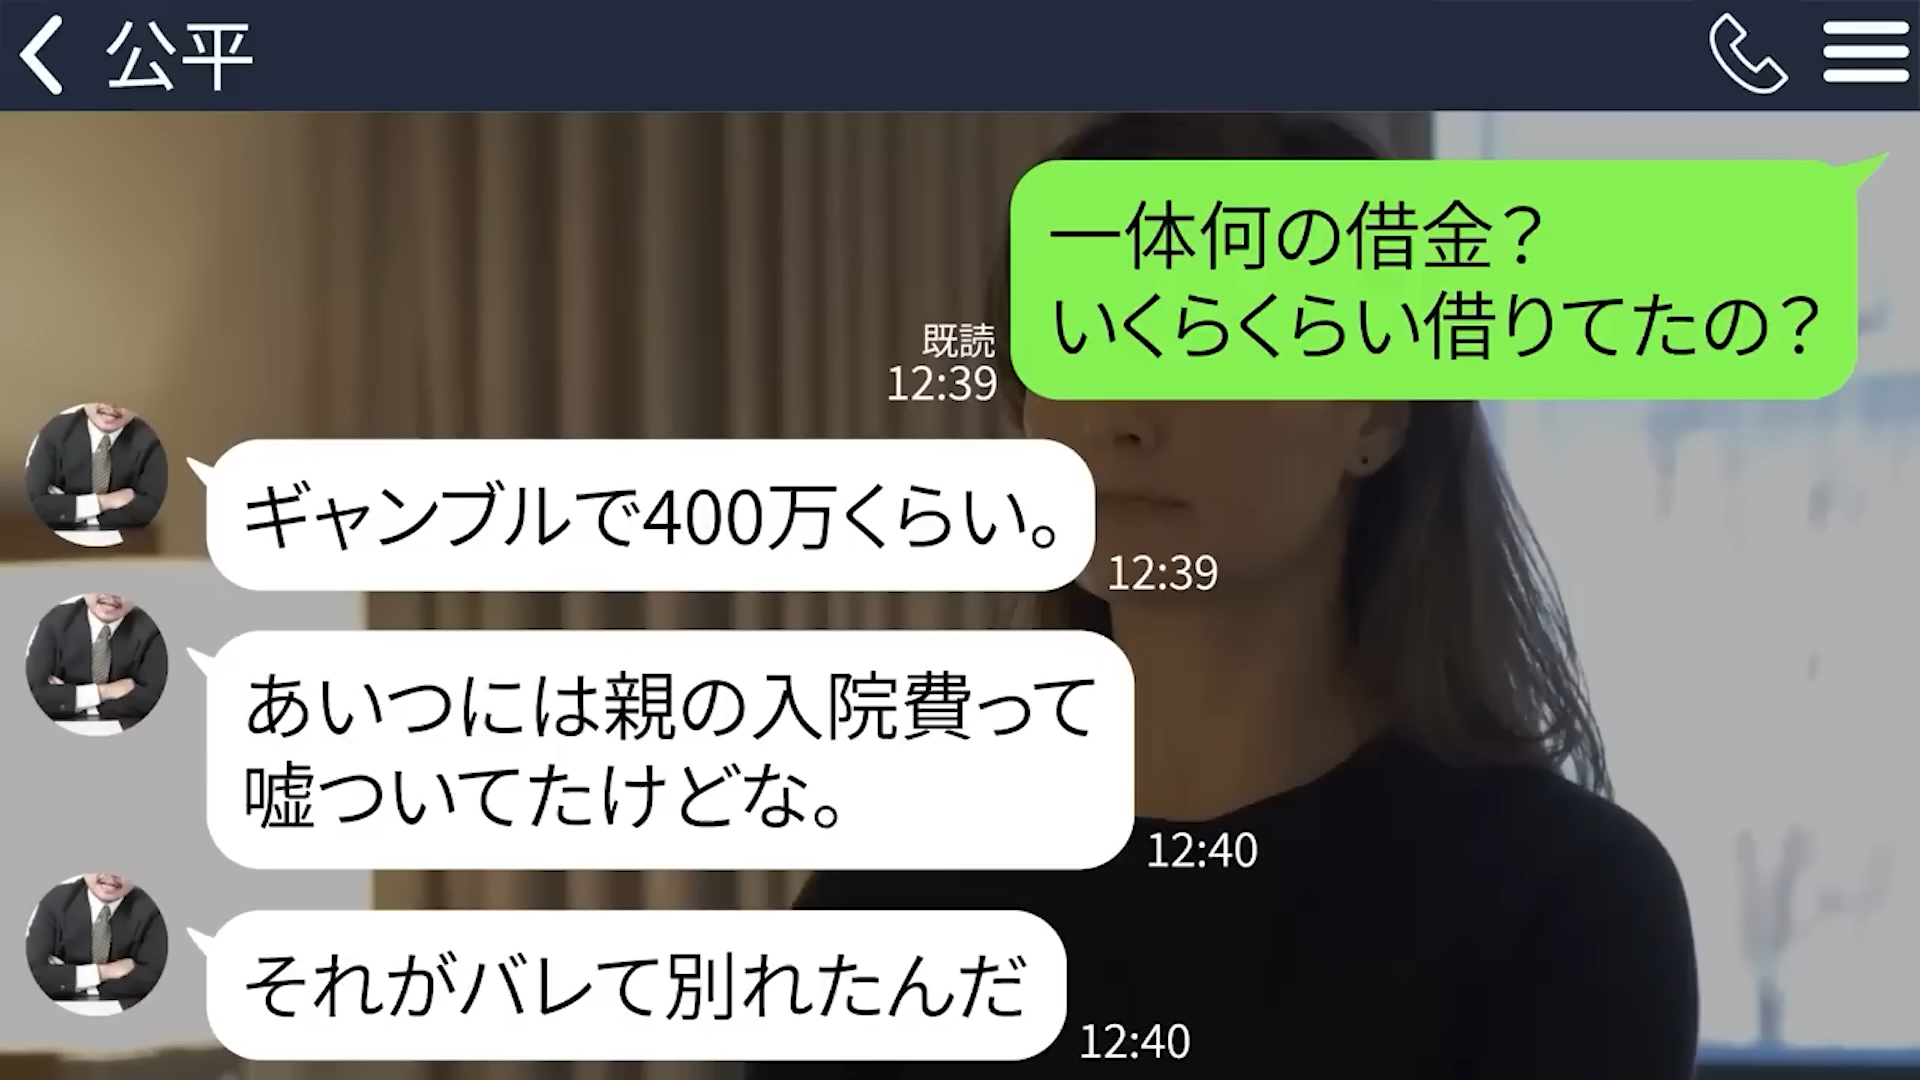 公平
一体何の借金？
いくらくらい借りてたの？
既読
12:39
ギャンブルで400万くらい。
12:39
あいつには親の入院費って
嘘ついてたけどな。
12:40
それがバレて別れたんだ
12:40